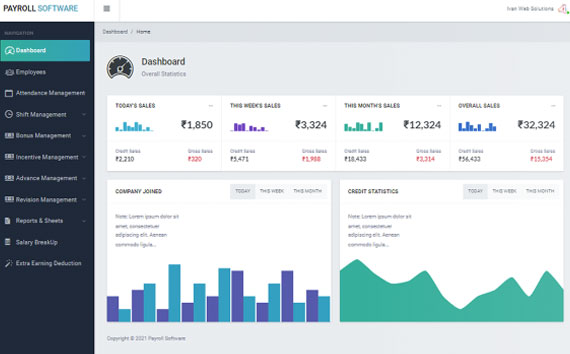 PAYROLL SOFTWARE
Ivan Web Solutions
NAVIGATION
Dashboard
Employees
Attendance Management
Shift Management
Bonus Management
Incentive Management
Advance Management
Revision Management
Reports & Sheets
Salary BreakUp
Extra Earning Deduction
Dashboard / Home
Dashboard
Overall Statistics
TODAY'S SALES
₹1,850
Credit Sales Gross Sales
₹2,210 ₹320
THIS WEEK'S SALES
₹3,324
Credit Sales Gross Sales
₹5,471 ₹1,988
THIS MONTH'S SALES
₹12,324
Credit Sales Gross Sales
₹18,433 ₹3,314
OVERALL SALES
₹32,324
Credit Sales Gross Sales
₹56,433 ₹15,354
COMPANY JOINED TODAY THIS WEEK THIS MONTH
Note: Lorem ipsum dolor sit
amet, consectetuer
adipiscing elit. Aenean
commodo ligula...
CREDIT STATISTICS TODAY THIS WEEK THIS MONTH
Note: Lorem ipsum dolor sit
amet, consectetuer
adipiscing elit. Aenean
commodo ligula...
Copyright © 2021 Payroll Software